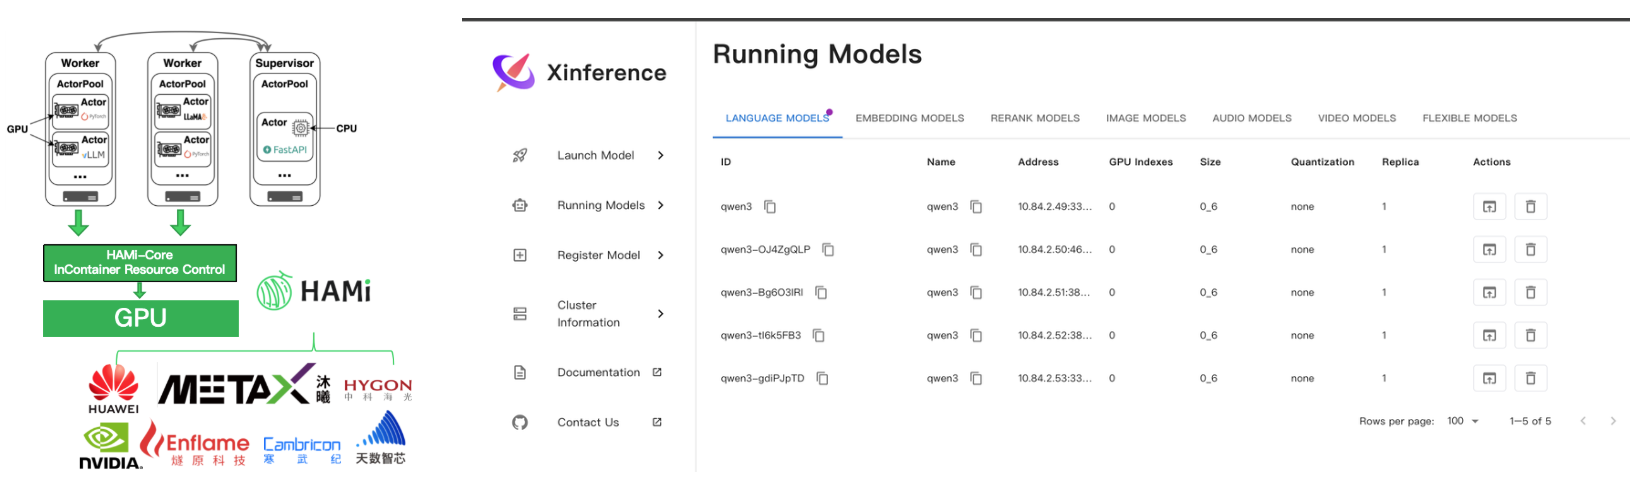 Worker
Worker
Supervisor
ActorPool
ActorPool
ActorPool
Actor
PyTorch
Actor
vLLM
...
Actor
LLaMA
Actor
PyTorch
...
Actor
FastAPI
...
GPU
CPU
HAMi-Core
InContainer Resource Control
GPU
HAMi
HUAWEI
METAX 沐曦
HYGON
中科海光
NVIDIA.
Enflame
燧原科技
Cambricon
寒武纪
天数智芯
Xinference
Launch Model
Running Models
Register Model
Cluster
Information
Documentation
Contact Us
Running Models
LANGUAGE MODELS EMBEDDING MODELS RERANK MODELS IMAGE MODELS AUDIO MODELS VIDEO MODELS FLEXIBLE MODELS
ID Name Address GPU Indexes Size Quantization Replica Actions
qwen3 qwen3 10.84.2.49:33... 0 0_6 none 1
qwen3-OJ4ZgQLP qwen3 10.84.2.50:46... 0 0_6 none 1
qwen3-Bg6O3lRl qwen3 10.84.2.51:38... 0 0_6 none 1
qwen3-tl6k5FB3 qwen3 10.84.2.52:38... 0 0_6 none 1
qwen3-gdiPJpTD qwen3 10.84.2.53:33... 0 0_6 none 1
Rows per page: 100 1–5 of 5